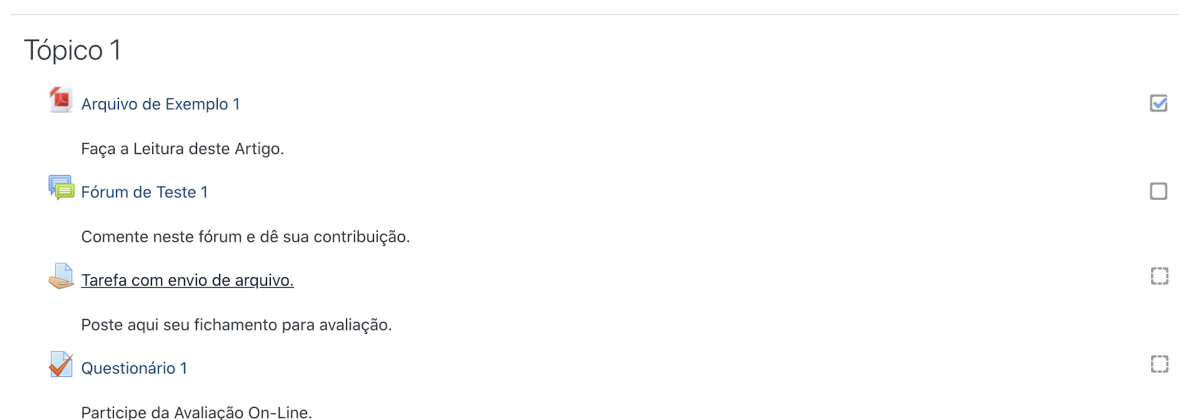 Tópico 1
Arquivo de Exemplo 1
Faça a Leitura deste Artigo.
Fórum de Teste 1
Comente neste fórum e dê sua contribuição.
Tarefa com envio de arquivo.
Poste aqui seu fichamento para avaliação.
Questionário 1
Participe da Avaliação On-Line.